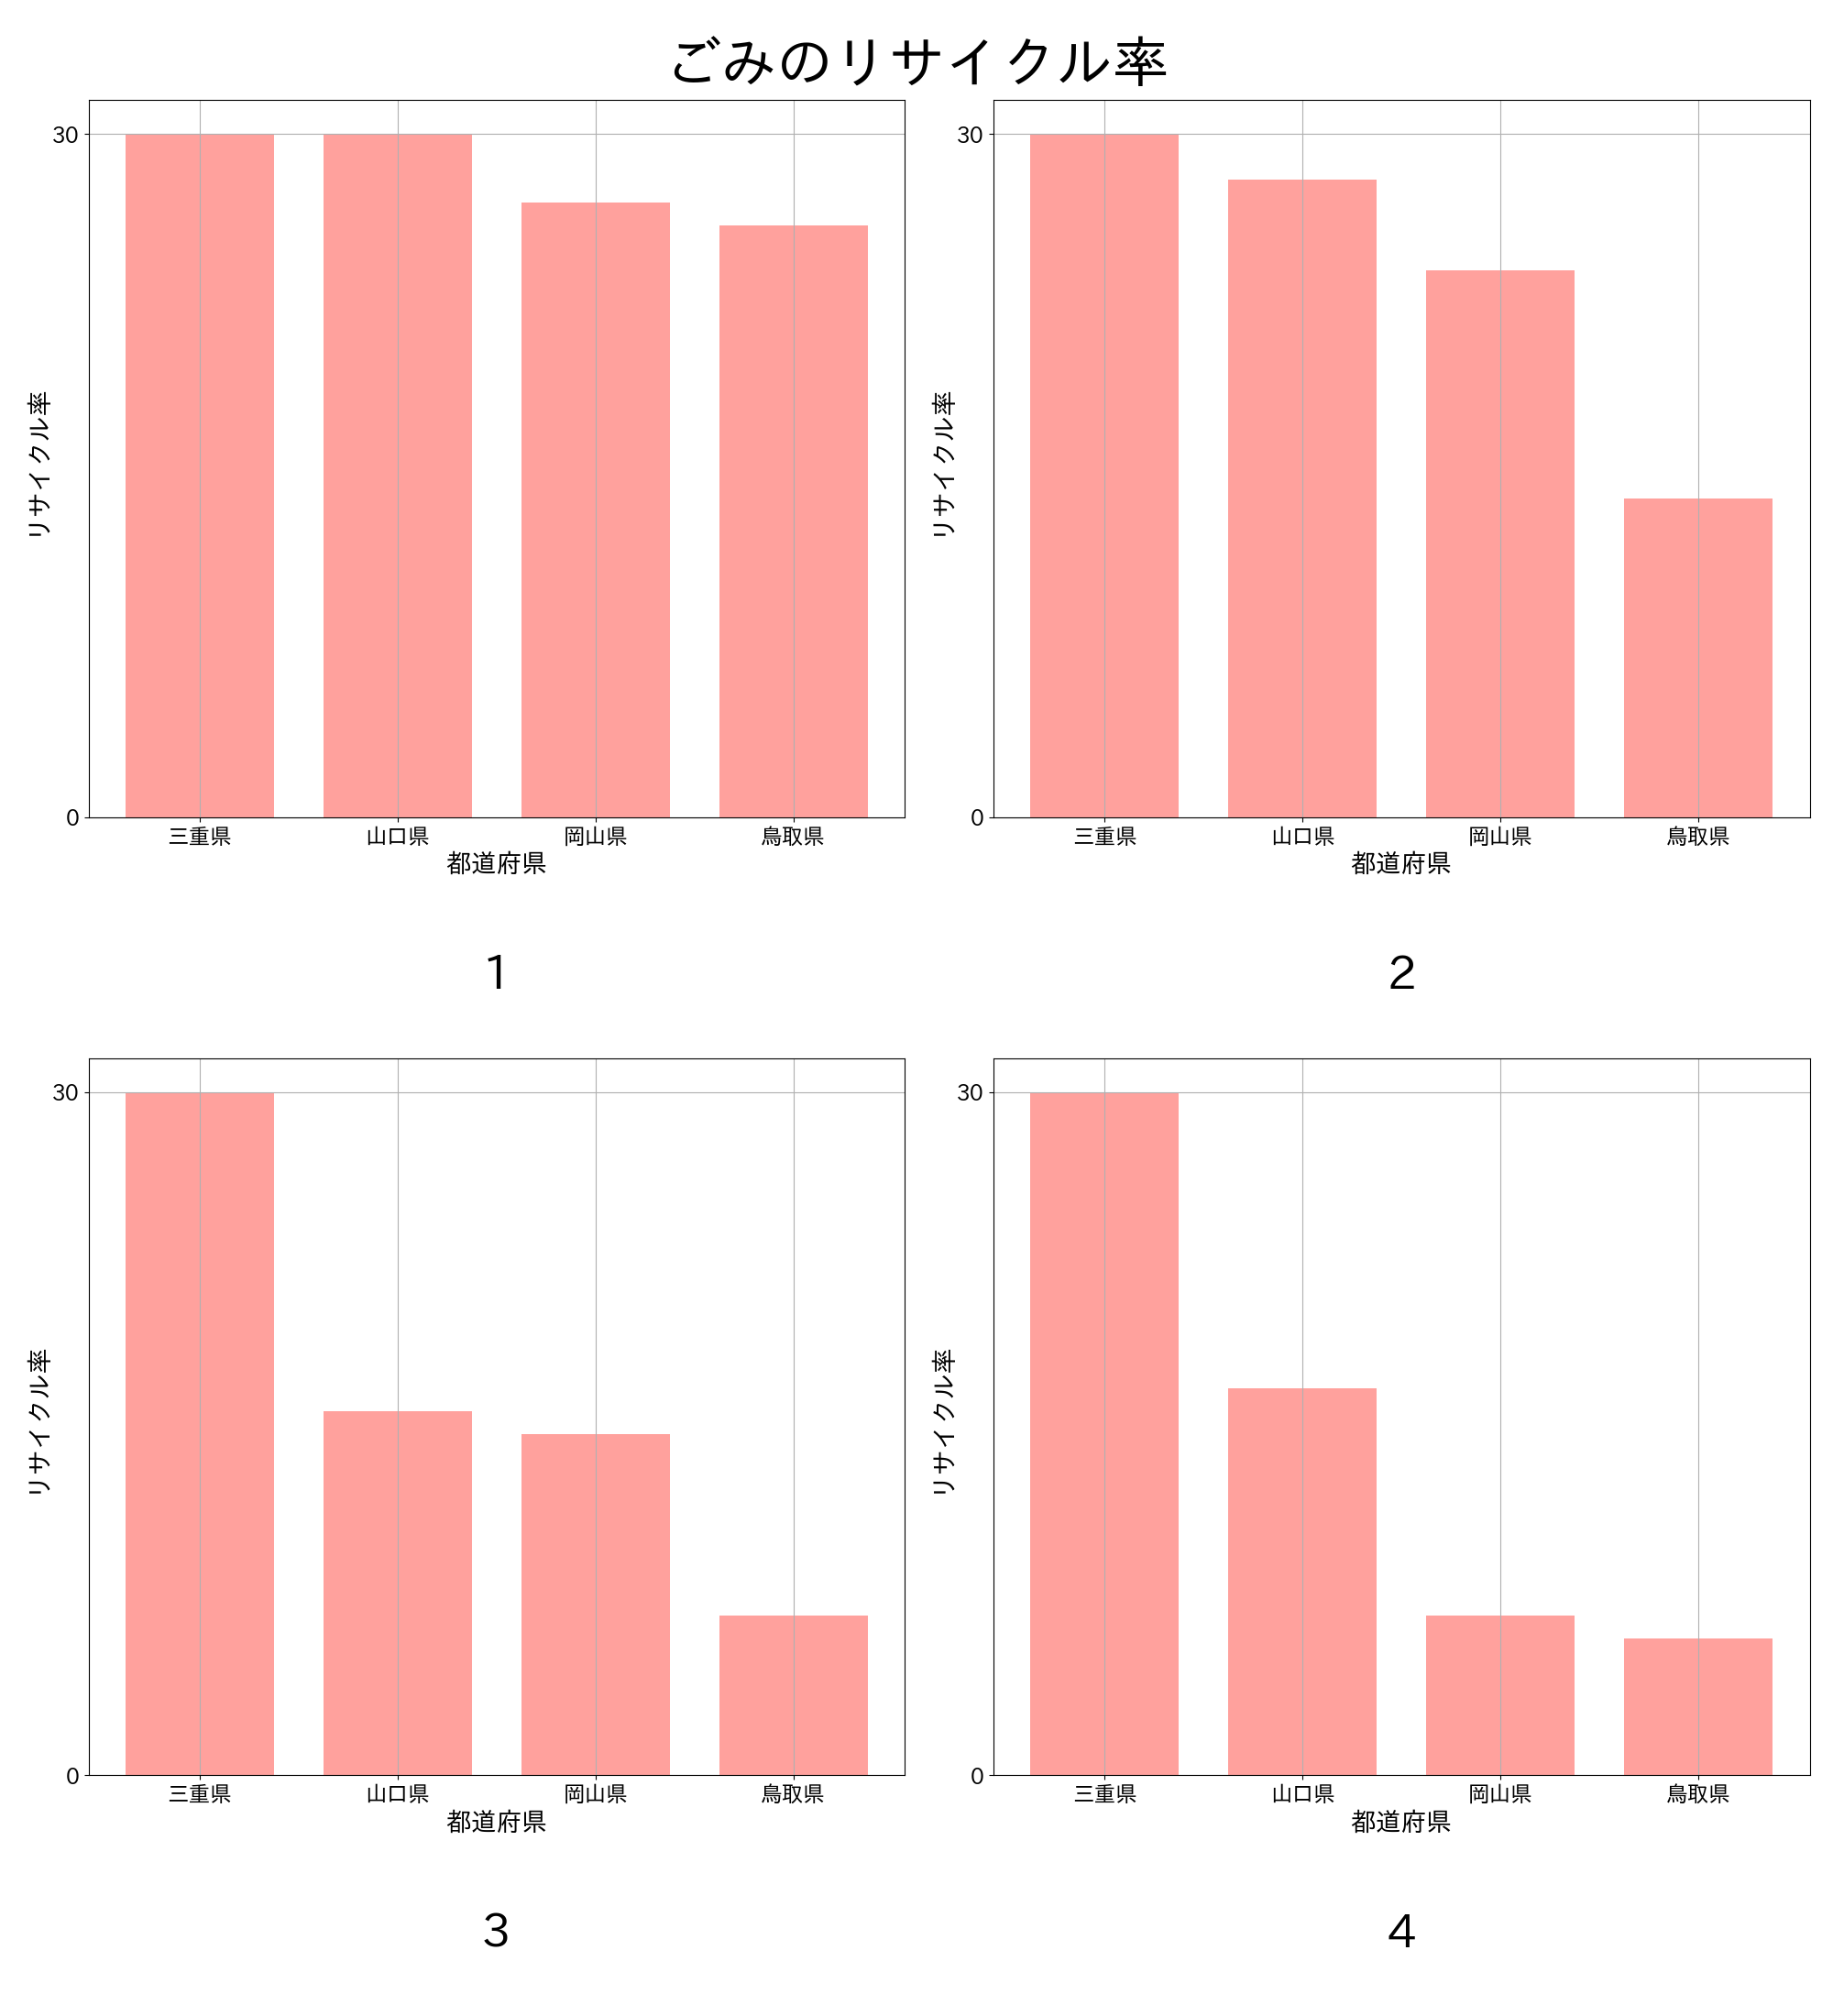 ごみのリサイクル率
30
0
リサイクル率
三重県 山口県 岡山県 鳥取県
都道府県
1
30
0
リサイクル率
三重県 山口県 岡山県 鳥取県
都道府県
2
30
0
リサイクル率
三重県 山口県 岡山県 鳥取県
都道府県
3
30
0
リサイクル率
三重県 山口県 岡山県 鳥取県
都道府県
4